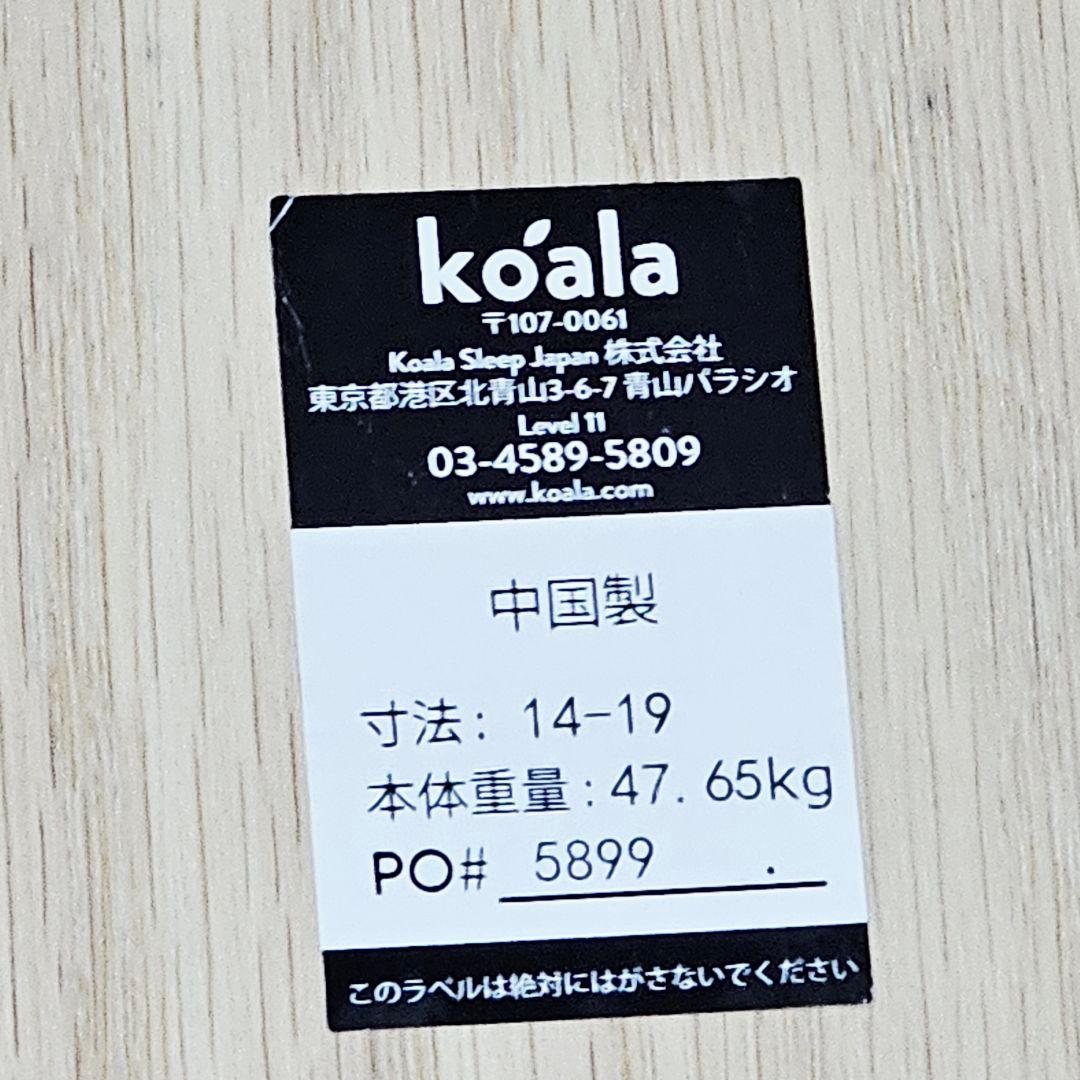 koala
〒107-0061
Koala Sleep Japan 株式会社
東京都港区北青山3-6-7 青山パラシオ
Level 11
03-4589-5809
www.koala.com
中国製
寸法: 14-19
本体重量:47.65kg
PO# 5899 .
このラベルは絶対にはがさないでください